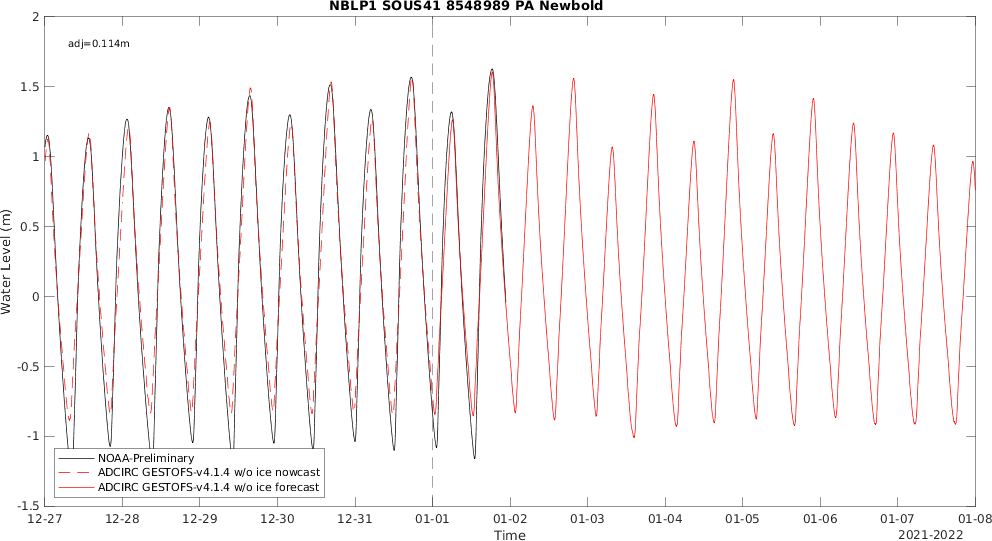 NBLP1 SOUS41 8548989 PA Newbold
adj=0.114m
2
1.5
1
0.5
0
-0.5
-1
-1.5
Water Level (m)
NOAA-Preliminary
ADCIRC GESTOFS-v4.1.4 w/o ice nowcast
ADCIRC GESTOFS-v4.1.4 w/o ice forecast
12-27 12-28 12-29 12-30 12-31 01-01 01-02 01-03 01-04 01-05 01-06 01-07 01-08
Time
2021-2022